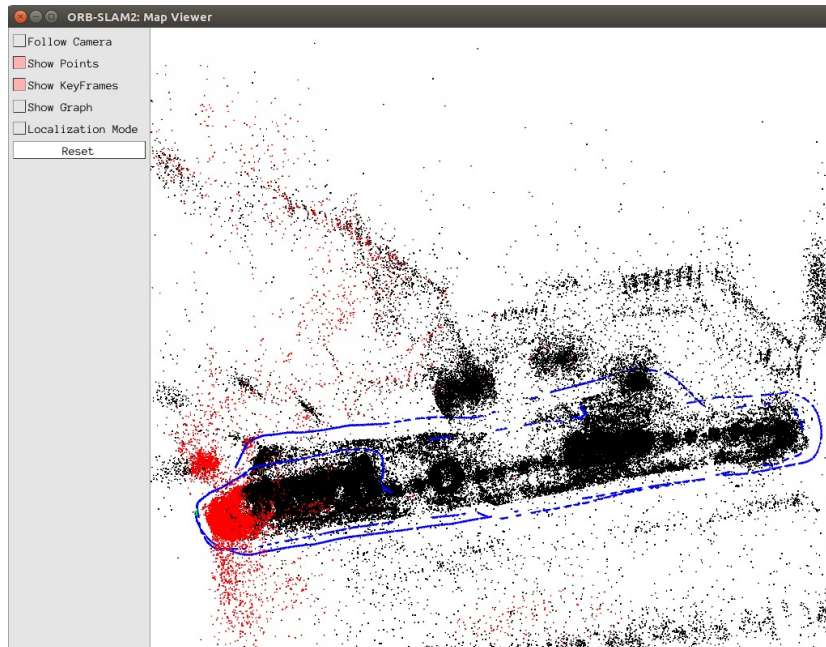 ORB-SLAM2: Map Viewer
Follow Camera
Show Points
Show KeyFrames
Show Graph
Localization Mode
Reset